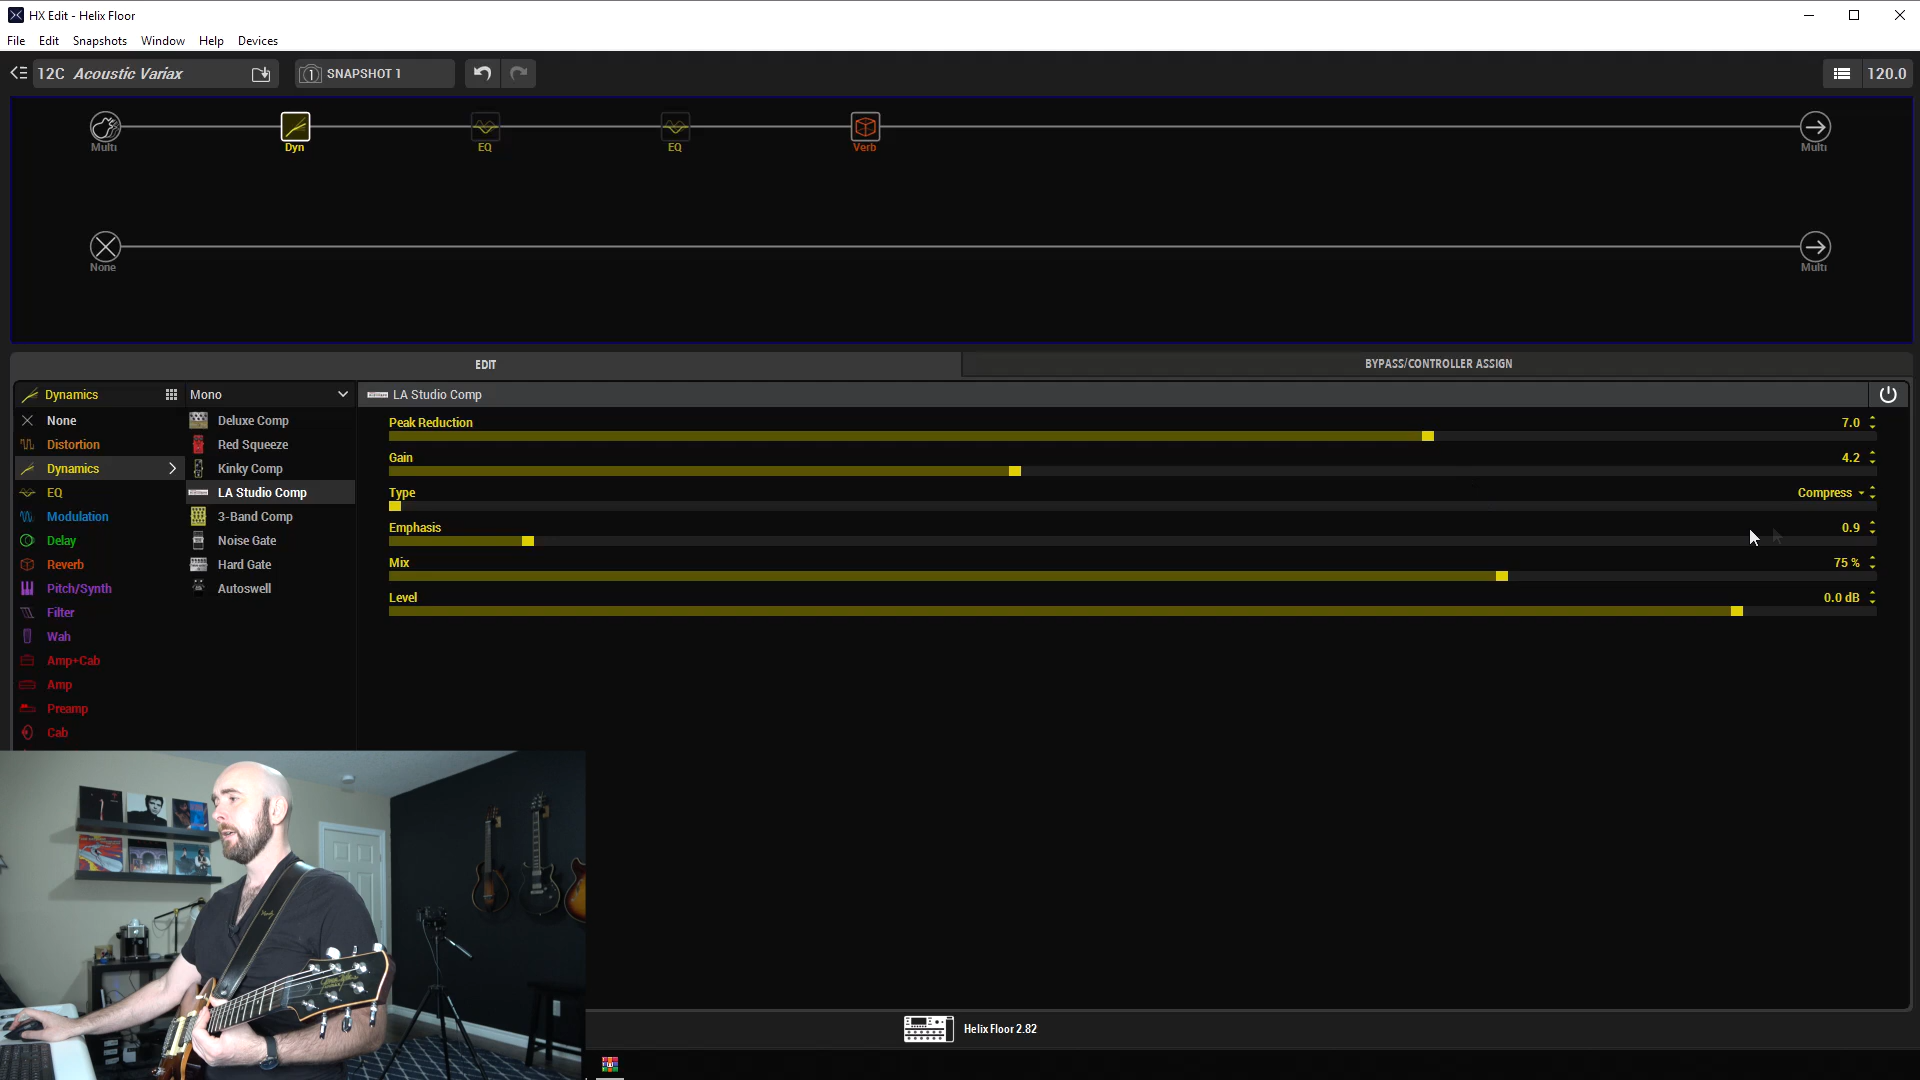 HX Edit - Helix Floor
File Edit Snapshots Window Help Devices
12C Acoustic Variax
1 SNAPSHOT 1
120.0
Multi
Dyn
EQ
EQ
Verb
Multi
None
Multi
EDIT
BYPASS/CONTROLLER ASSIGN
Dynamics
Mono
LA Studio Comp
None
Distortion
Dynamics
EQ
Modulation
Delay
Reverb
Pitch/Synth
Filter
Wah
Amp+Cab
Amp
Preamp
Cab
Deluxe Comp
Red Squeeze
Kinky Comp
LA Studio Comp
3-Band Comp
Noise Gate
Hard Gate
Autoswell
Peak Reduction 7.0
Gain 4.2
Type Compress
Emphasis 0.9
Mix 75 %
Level 0.0 dB
Helix Floor 2.82